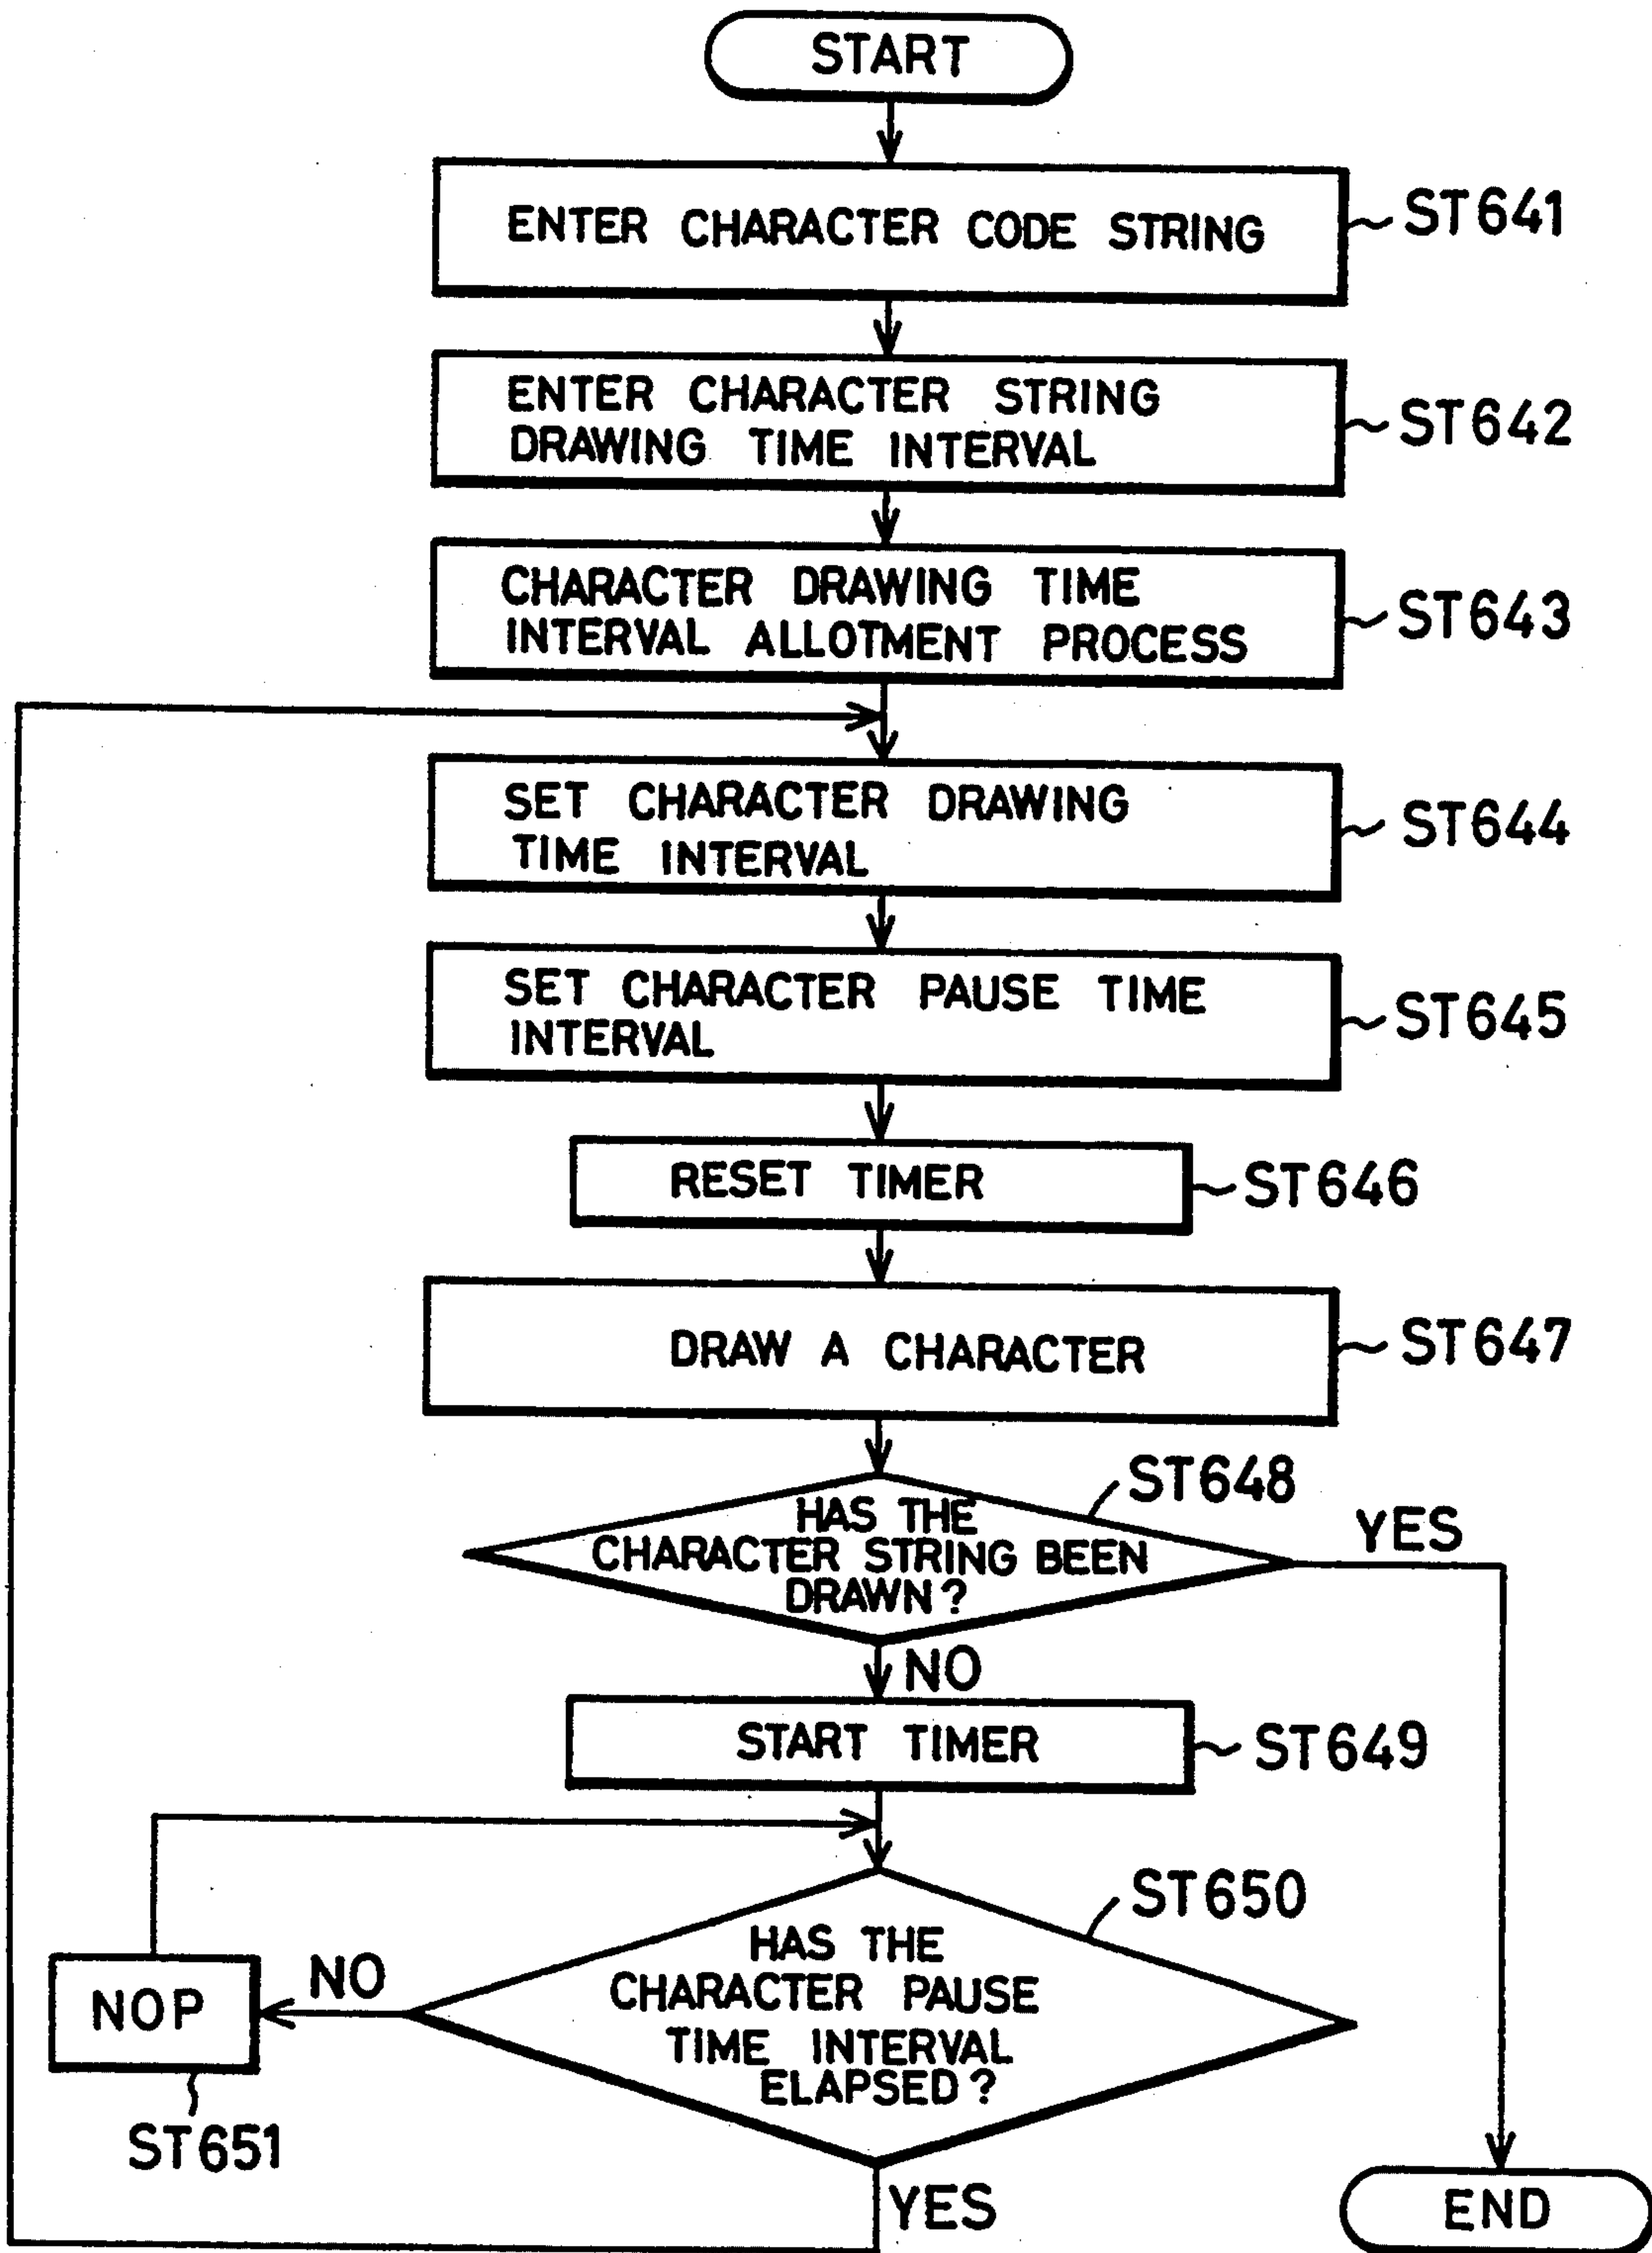 START
ENTER CHARACTER CODE STRING
ST641
ENTER CHARACTER STRING
DRAWING TIME INTERVAL
ST642
CHARACTER DRAWING TIME
INTERVAL ALLOTMENT PROCESS
ST643
SET CHARACTER DRAWING
TIME INTERVAL
ST644
SET CHARACTER PAUSE TIME
INTERVAL
ST645
RESET TIMER
ST646
DRAW A CHARACTER
ST647
ST648
HAS THE
CHARACTER STRING BEEN
DRAWN?
YES
NO
START TIMER
ST649
ST650
HAS THE
CHARACTER PAUSE
TIME INTERVAL
ELAPSED?
NO
NOP
ST651
YES
END